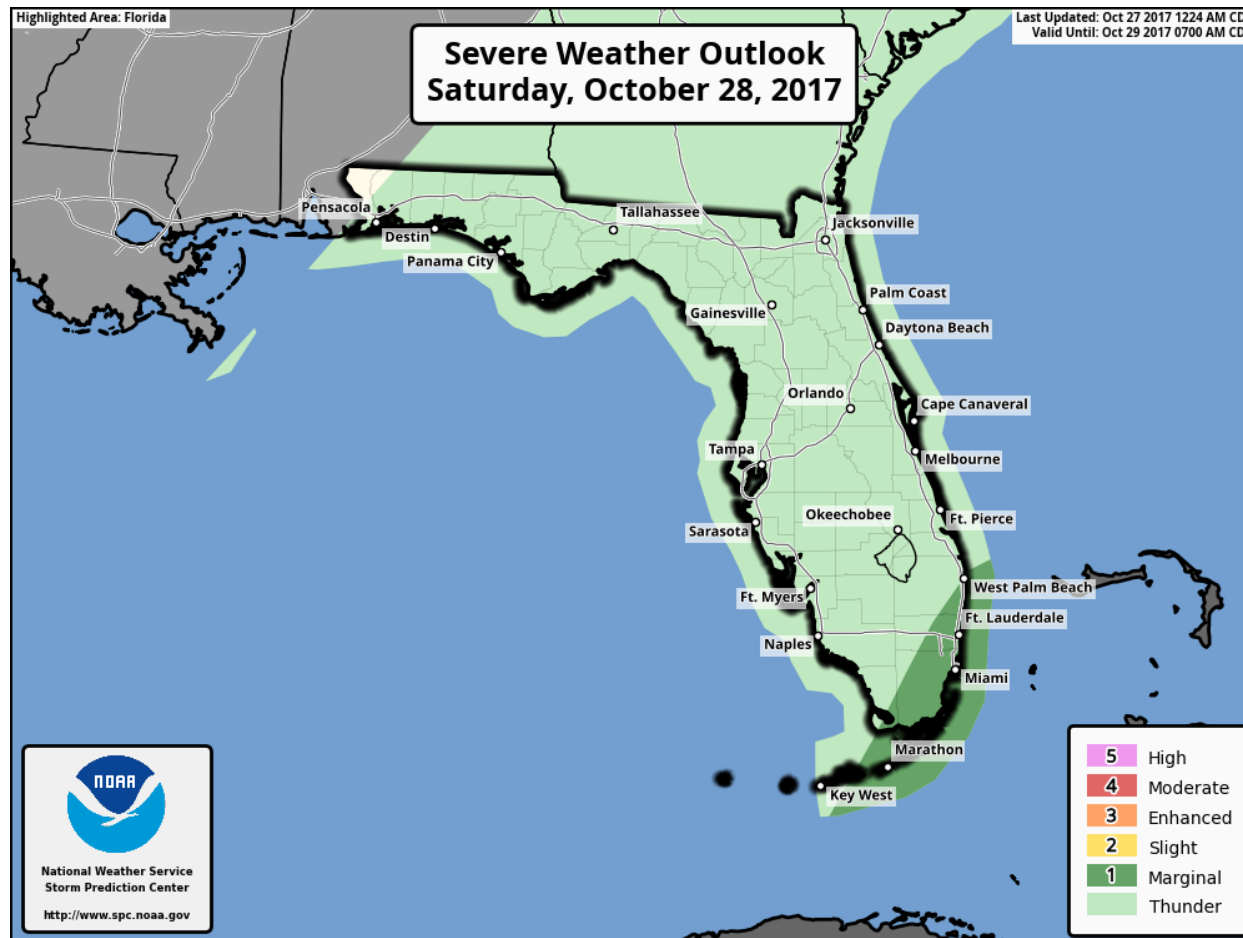 Highlighted Area: Florida
Last Updated: Oct 27 2017 1224 AM CD
Valid Until: Oct 29 2017 0700 AM CD
Severe Weather Outlook
Saturday, October 28, 2017
Pensacola
Destin
Panama City
Tallahassee
Jacksonville
Palm Coast
Gainesville
Daytona Beach
Orlando
Cape Canaveral
Tampa
Melbourne
Okeechobee
Ft. Pierce
Sarasota
West Palm Beach
Ft. Myers
Ft. Lauderdale
Naples
Miami
Marathon
Key West
NOAA
National Weather Service
Storm Prediction Center
http://www.spc.noaa.gov
5 High
4 Moderate
3 Enhanced
2 Slight
1 Marginal
Thunder